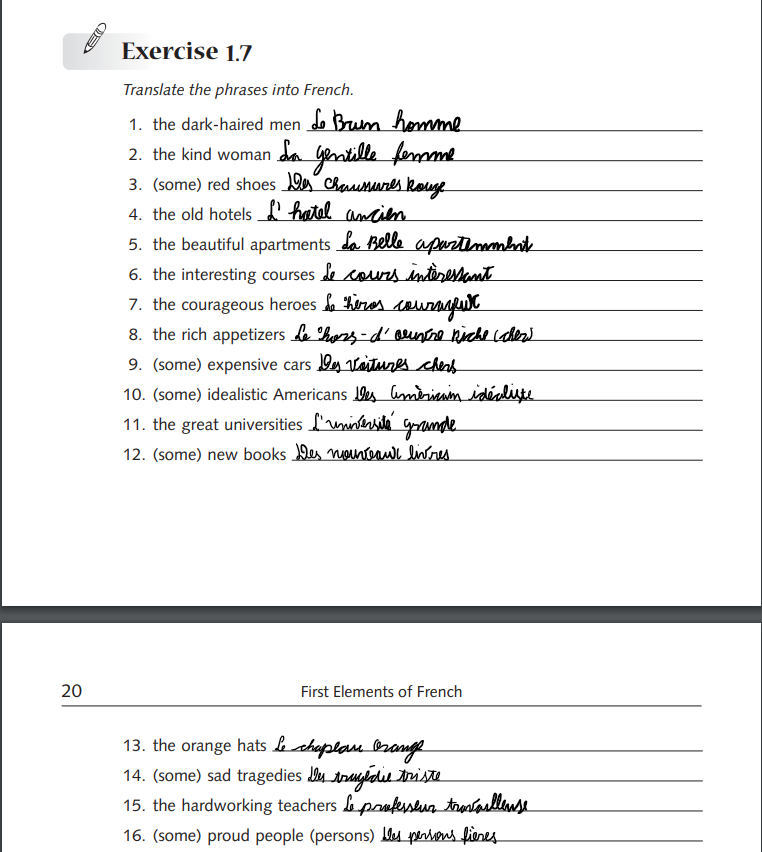 Exercise 1.7
Translate the phrases into French.
1. the dark-haired men Le Brun homme
2. the kind woman La gentille femme
3. (some) red shoes Des chaussures Rouge
4. the old hotels L' hotel ancien
5. the beautiful apartments La Belle apartemment
6. the interesting courses Le cours intèressant
7. the courageous heroes Le hèros courageux
8. the rich appetizers Le hors-d' oeuvre Riche (cher)
9. (some) expensive cars Des Voitures chers
10. (some) idealistic Americans Des Amèricain idéaliste
11. the great universities L'université grande
12. (some) new books Des nouveaux livres
20 First Elements of French
13. the orange hats Le chapeau Orange
14. (some) sad tragedies Des tragédie triste
15. the hardworking teachers Le professeur travailleuse
16. (some) proud people (persons) Des persons fieres